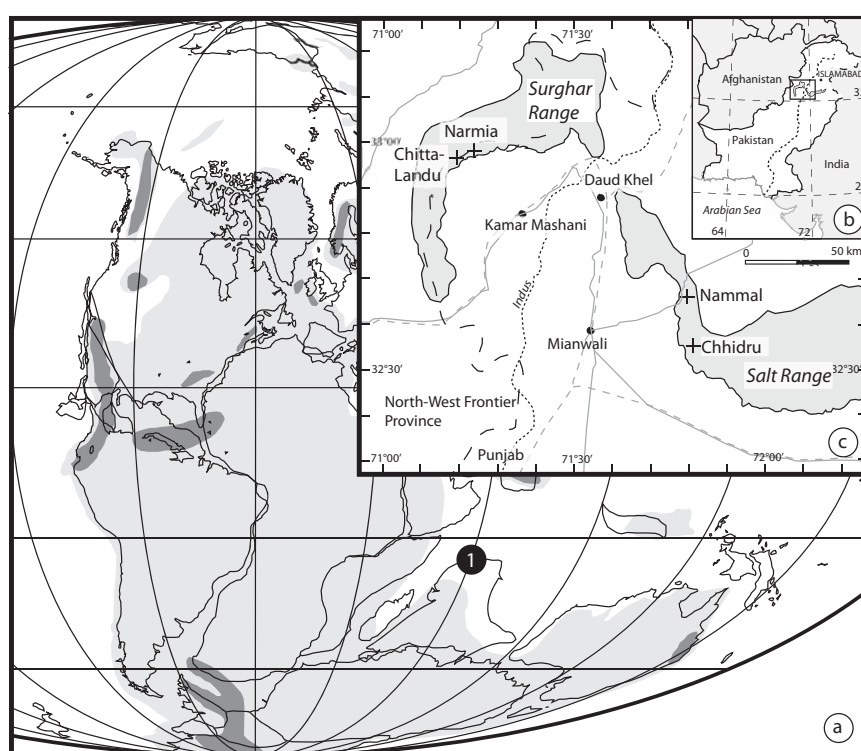 71°00'
71°30'
Surghar
Range
33°00'
Narmia
Chitta-
Landu
Daud Khel
Kamar Mashani
Indus
Nammal
Mianwali
Chhidru
32°30'
32°30'
Salt Range
North-West Frontier
Province
Punjab
71°00'
71°30'
72°00'
c
ISLAMABAD
Afghanistan
Pakistan
India
Arabian Sea
64
72
b
0
50 km
1
a